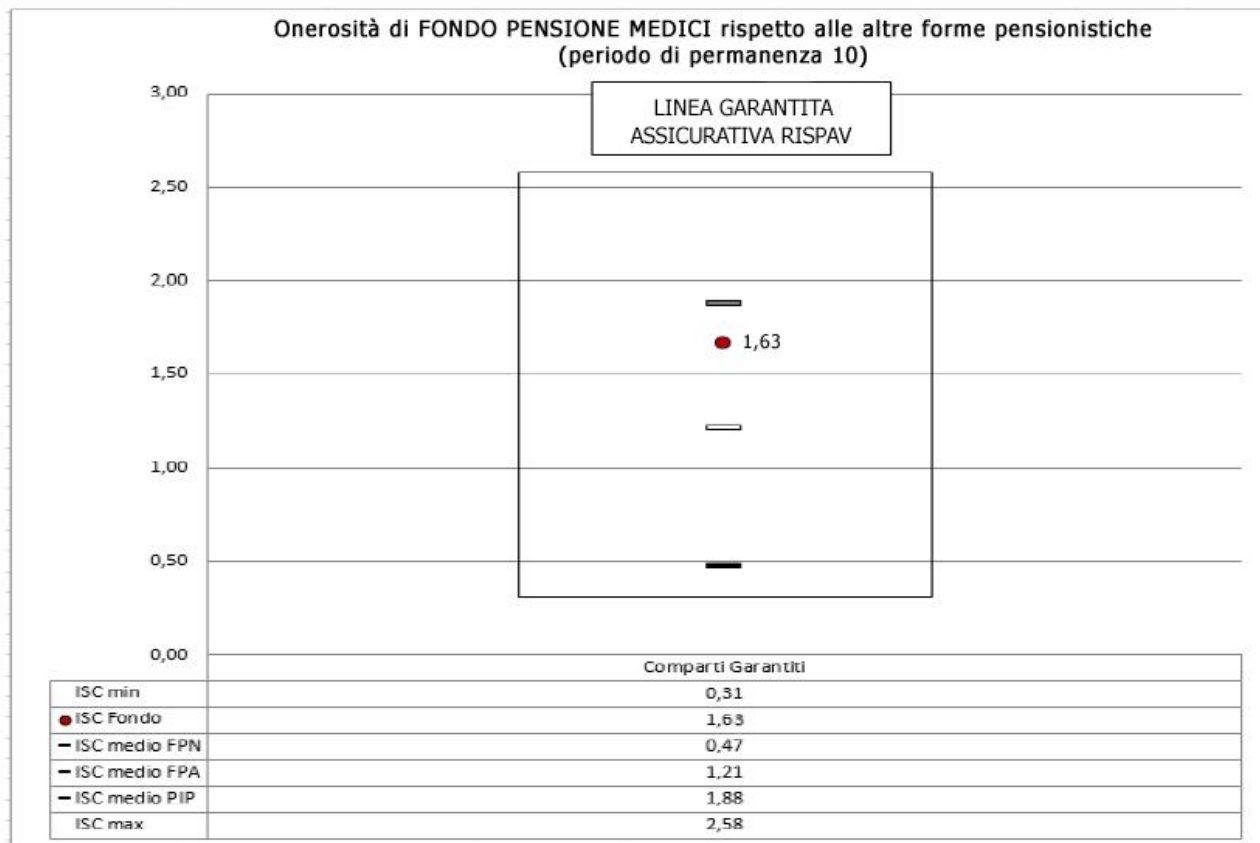 Onerosità di FONDO PENSIONE MEDICI rispetto alle altre forme pensionistiche
(periodo di permanenza 10)
LINEA GARANTITA
ASSICURATIVA RISPAV
3,00
2,50
2,00
1,50
1,00
0,50
0,00
1,63
Comparti Garantiti
ISC min 0,31
ISC Fondo 1,63
ISC medio FPN 0,47
ISC medio FPA 1,21
ISC medio PIP 1,88
ISC max 2,58